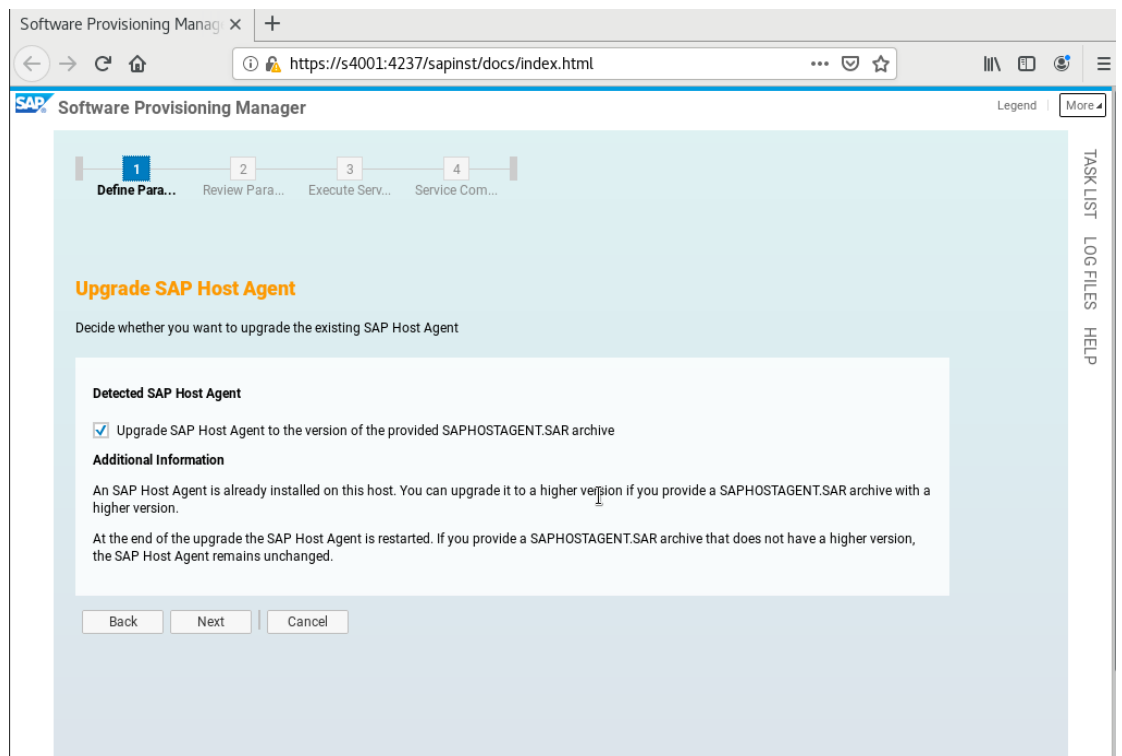 Software Provisioning Manag
https://s4001:4237/sapinst/docs/index.html
SAP Software Provisioning Manager
Legend
More
1
2
3
4
Define Para...
Review Para...
Execute Serv...
Service Com...
TASK LIST
LOG FILES
HELP
Upgrade SAP Host Agent
Decide whether you want to upgrade the existing SAP Host Agent
Detected SAP Host Agent
Upgrade SAP Host Agent to the version of the provided SAPHOSTAGENT.SAR archive
Additional Information
An SAP Host Agent is already installed on this host. You can upgrade it to a higher version if you provide a SAPHOSTAGENT.SAR archive with a
higher version.
At the end of the upgrade the SAP Host Agent is restarted. If you provide a SAPHOSTAGENT.SAR archive that does not have a higher version,
the SAP Host Agent remains unchanged.
Back
Next
Cancel